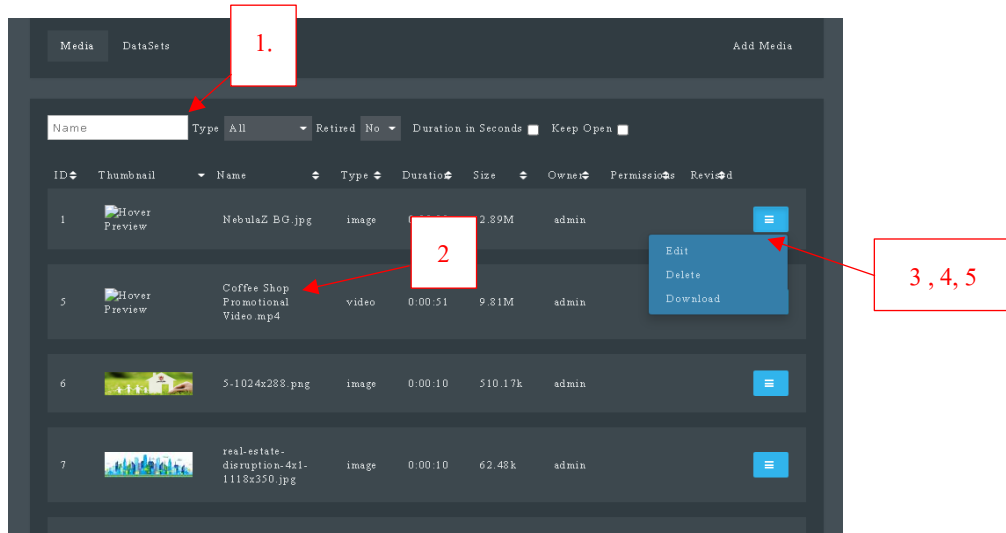 1.
Media DataSets Add Media
Name Type All Retired No Duration in Seconds Keep Open
ID Thumbnail Name Type Duration Size Owner Permissions Revised
1 Hover Preview NebulaZ BG.jpg image 2.89M admin
2
Edit
Delete
Download
3 , 4, 5
5 Hover Preview Coffee Shop Promotional Video.mp4 video 0:00:51 9.81M admin
6 5-1024x288.png image 0:00:10 510.17k admin
7 real-estate-disruption-4x1-1118x350.jpg image 0:00:10 62.48k admin